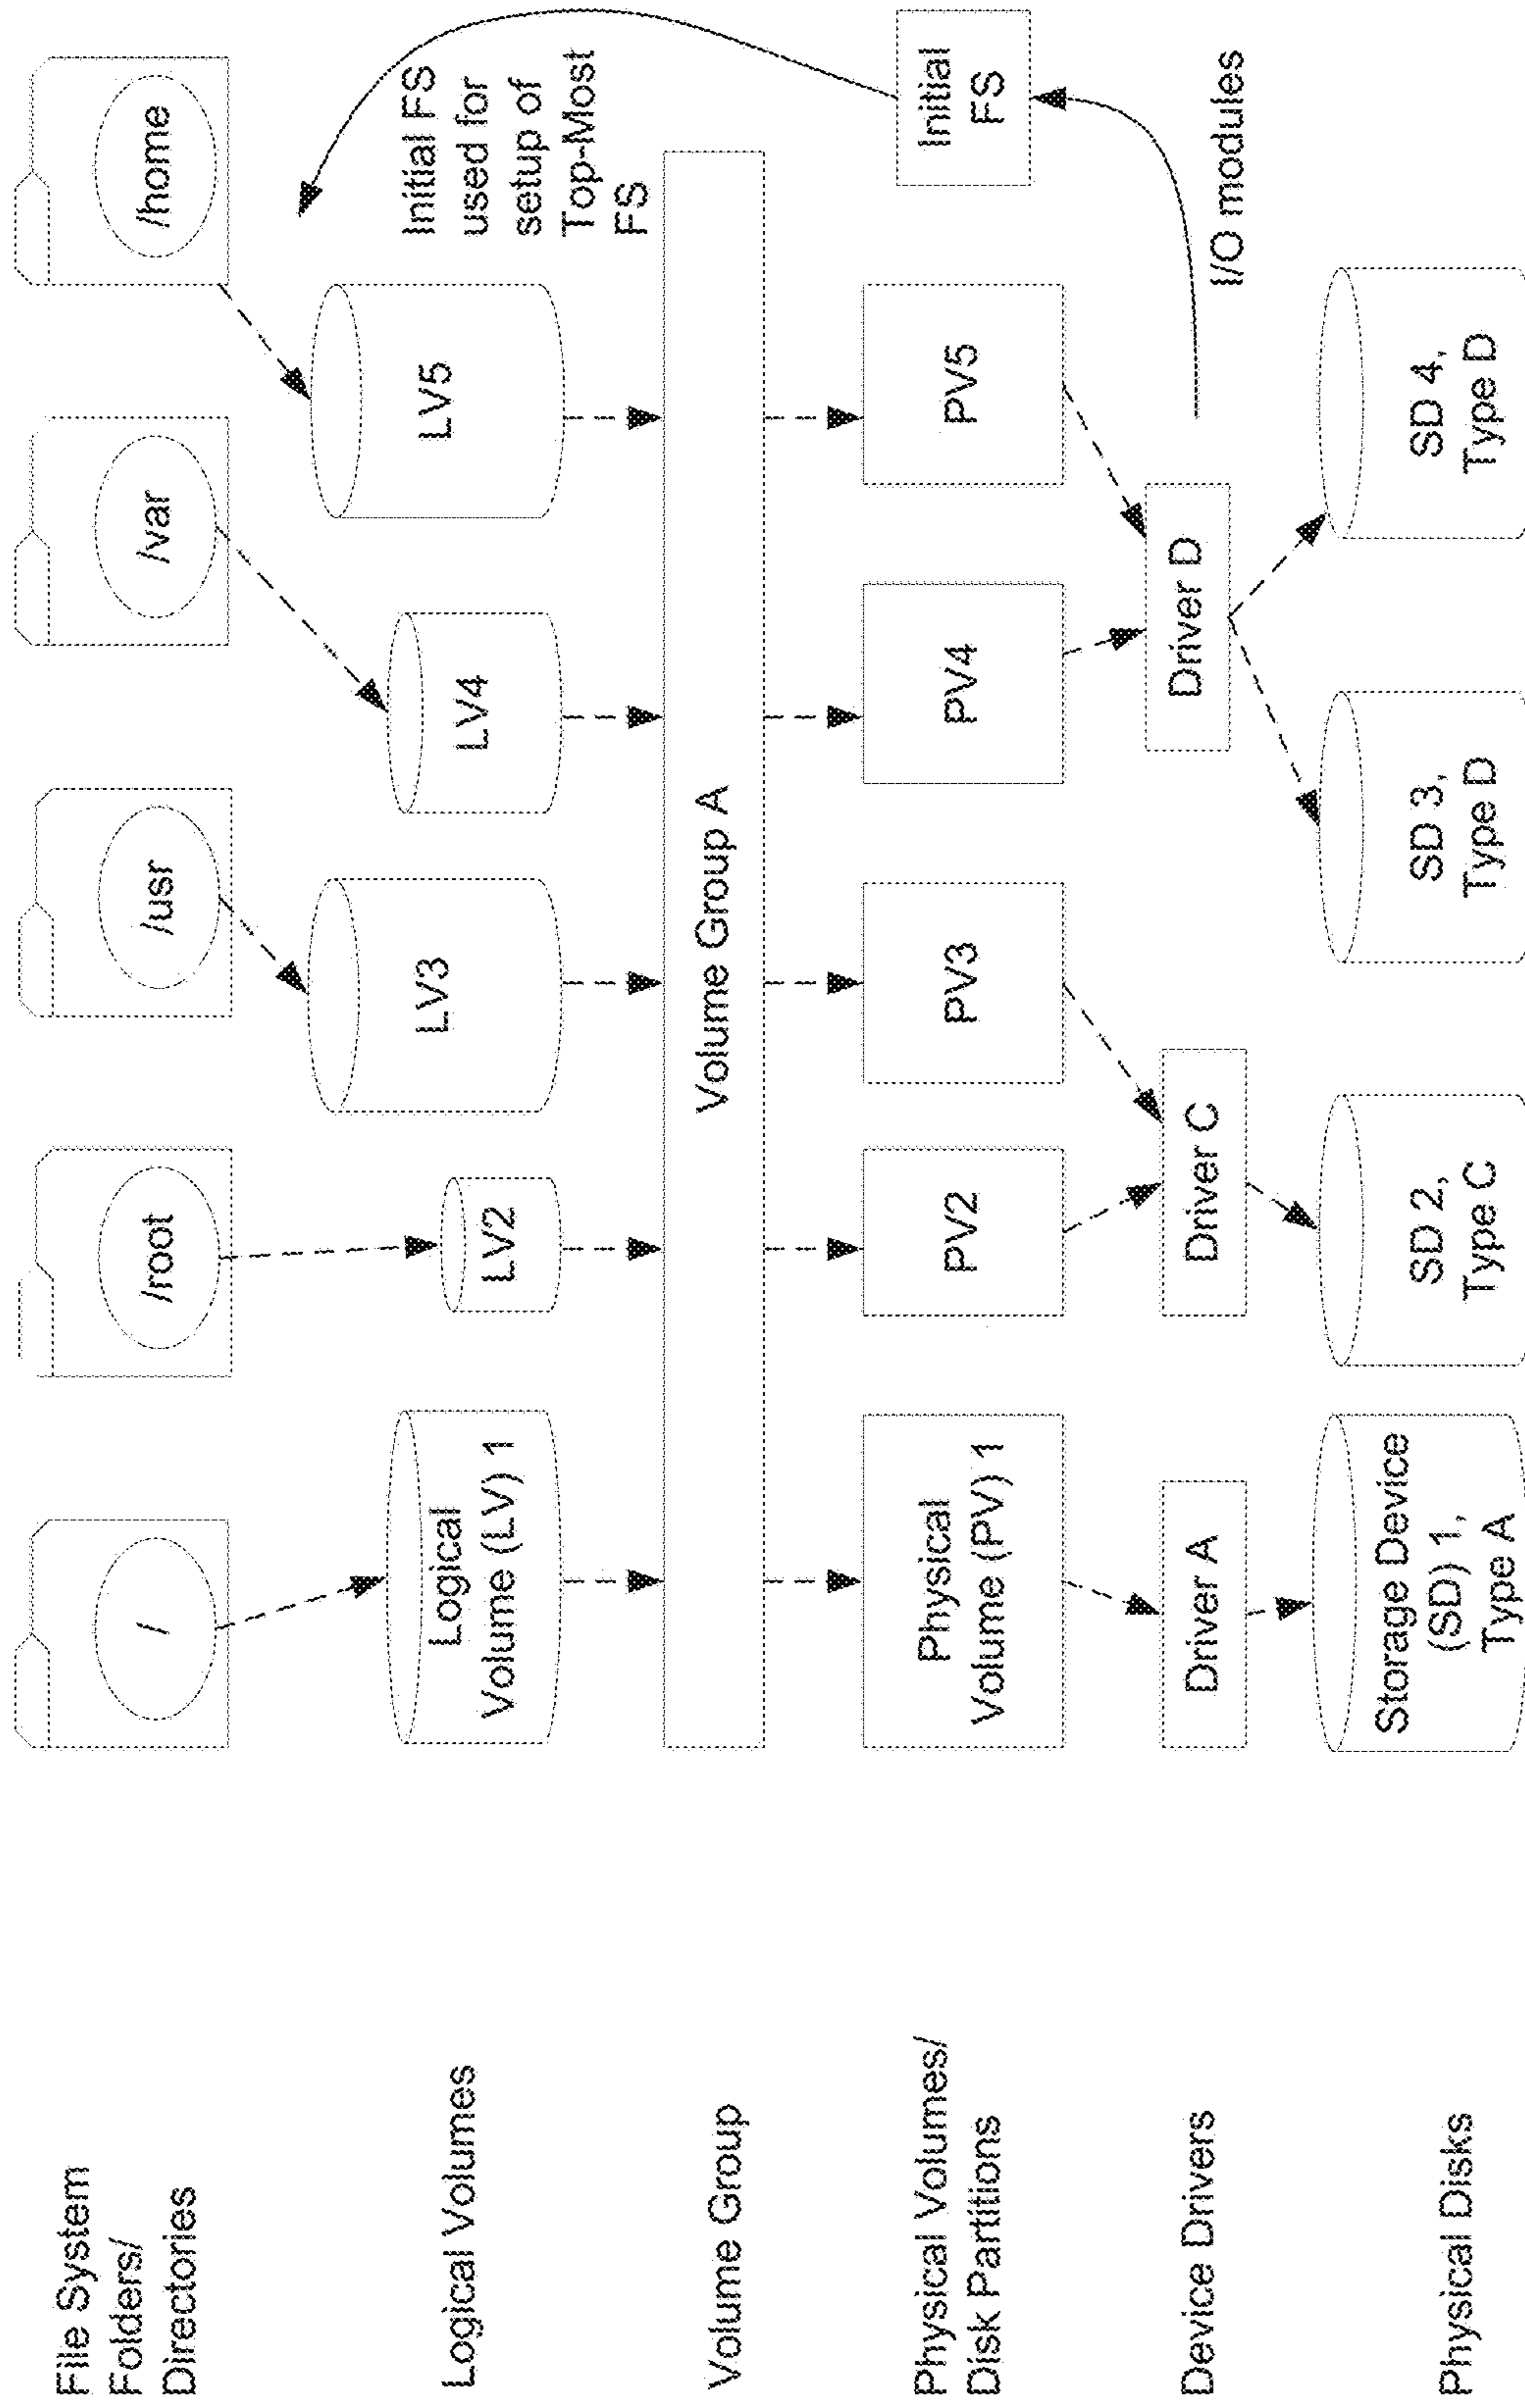 File System
Folders/
Directories
/
/root
/usr
/var
/home
Logical Volumes
Logical
Volume (LV) 1
LV2
LV3
LV4
LV5
Initial FS
used for
setup of
Top-Most
FS
Volume Group
Volume Group A
Physical Volumes/
Disk Partitions
Physical
Volume (PV) 1
PV2
PV3
PV4
PV5
Initial
FS
Device Drivers
Driver A
Driver C
Driver D
I/O modules
Physical Disks
Storage Device
(SD) 1,
Type A
SD 2,
Type C
SD 3,
Type D
SD 4,
Type D